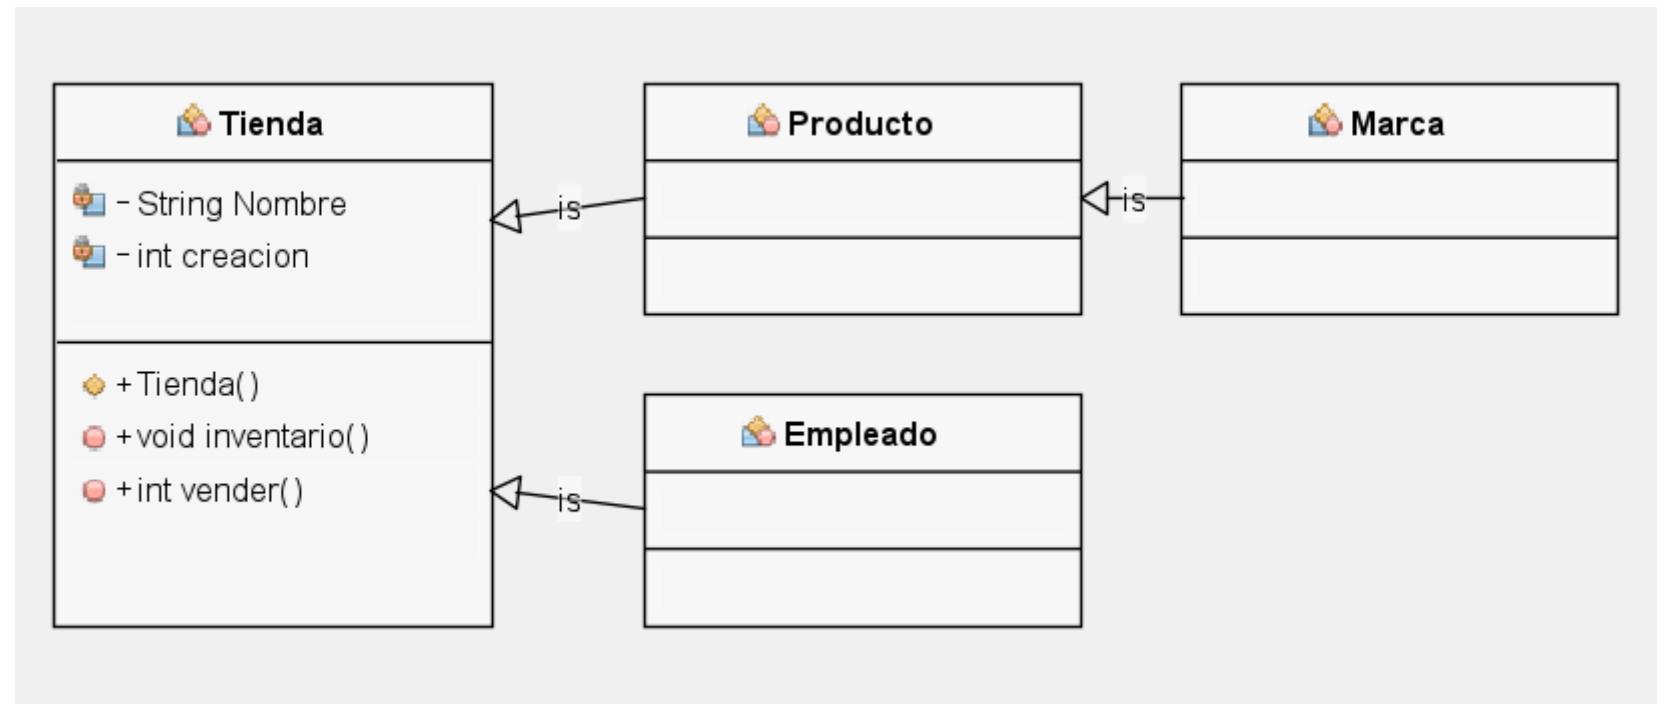 Tienda
- String Nombre
- int creacion
+ Tienda()
+ void inventario()
+ int vender()
is
Producto
is
Marca
is
Empleado